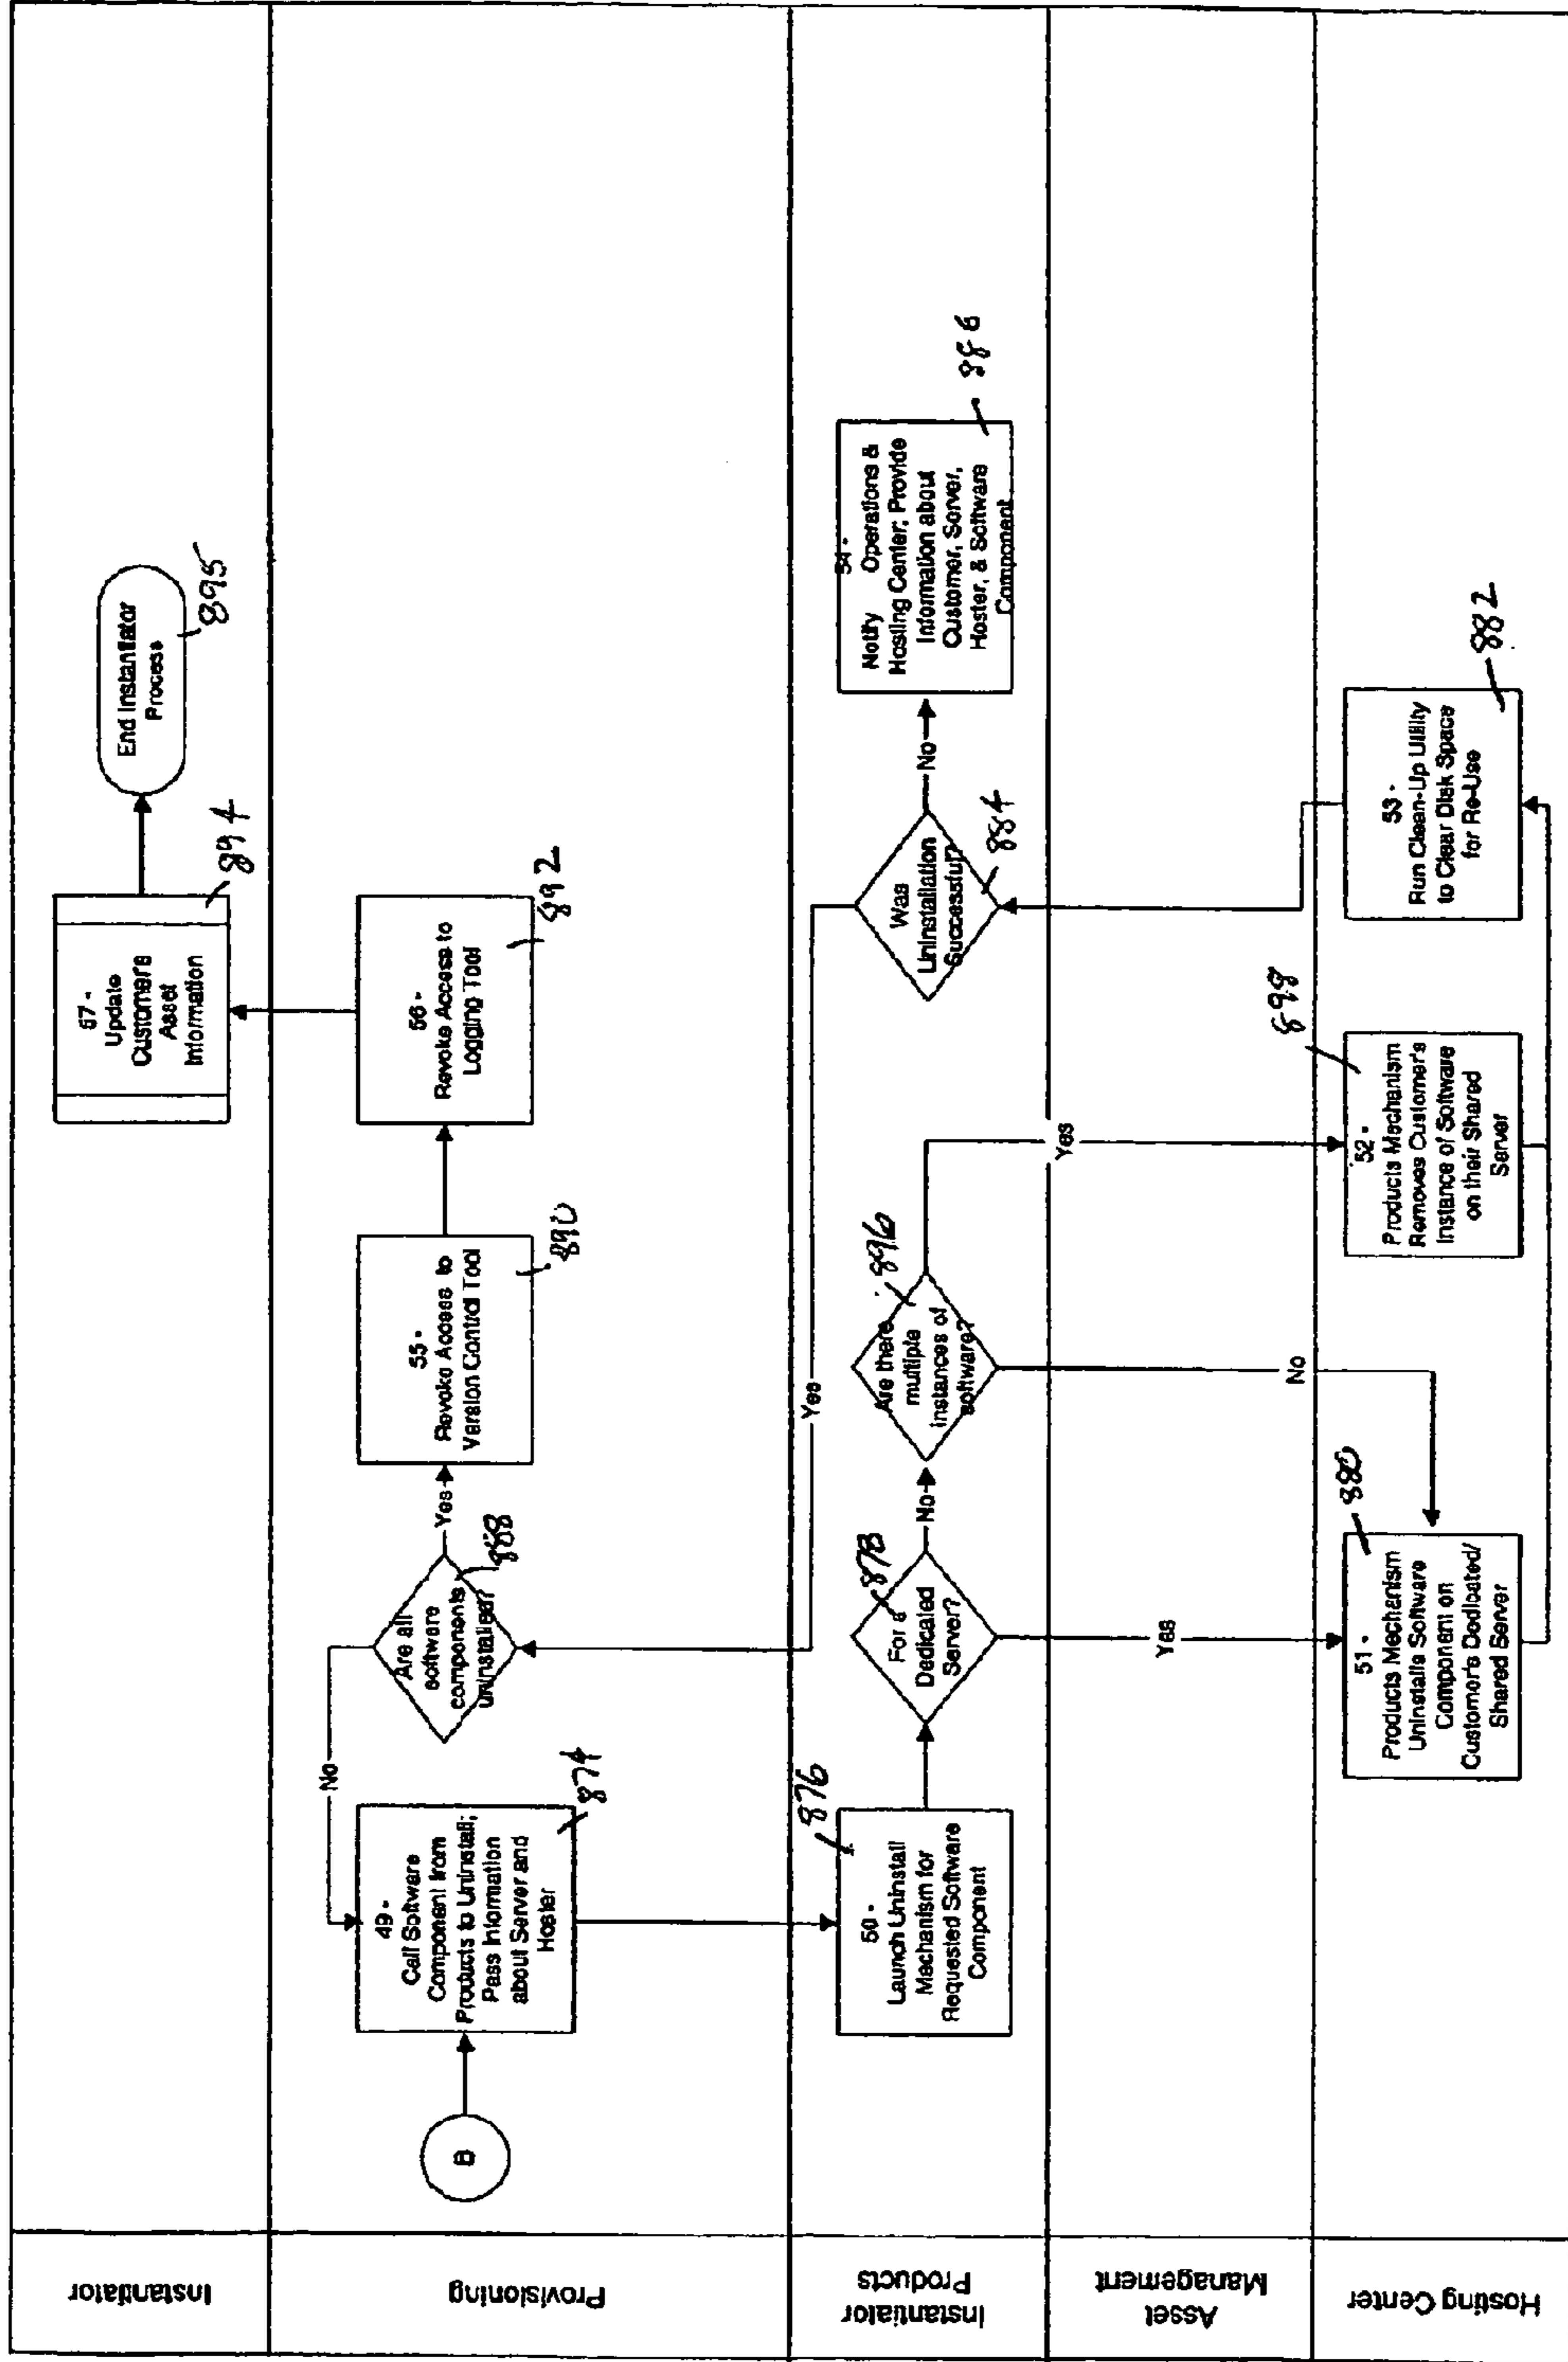 Instantiator
57 -
Update
Customers
Asset
Information
894
End Instantiator
Process
895
Provisioning
B
49 -
Call Software
Component from
Products to Uninstall;
Pass Information
about Server and
Hoster
874
No
Are all
software
components
uninstalled?
888
Yes
55 -
Revoke Access to
Version Control Tool
890
56 -
Revoke Access to
Logging Tool
892
Instantiator
Products
50 -
Launch Uninstall
Mechanism for
Requested Software
Component
876
For a
Dedicated
Server?
878
No
Are there
multiple
instances of
software?
896
Yes
Was
Uninstallation
Successful?
884
No
54 -
Notify Operations &
Hosting Center; Provide
Information about
Customer, Server,
Hoster, & Software
Component
886
Asset
Management
Yes
No
Yes
Hosting Center
51 -
Products Mechanism
Uninstalls Software
Component on
Customer's Dedicated/
Shared Server
880
52 -
Products Mechanism
Removes Customer's
Instance of Software
on their Shared
Server
898
53 -
Run Clean-Up Utility
to Clear Disk Space
for Re-Use
882